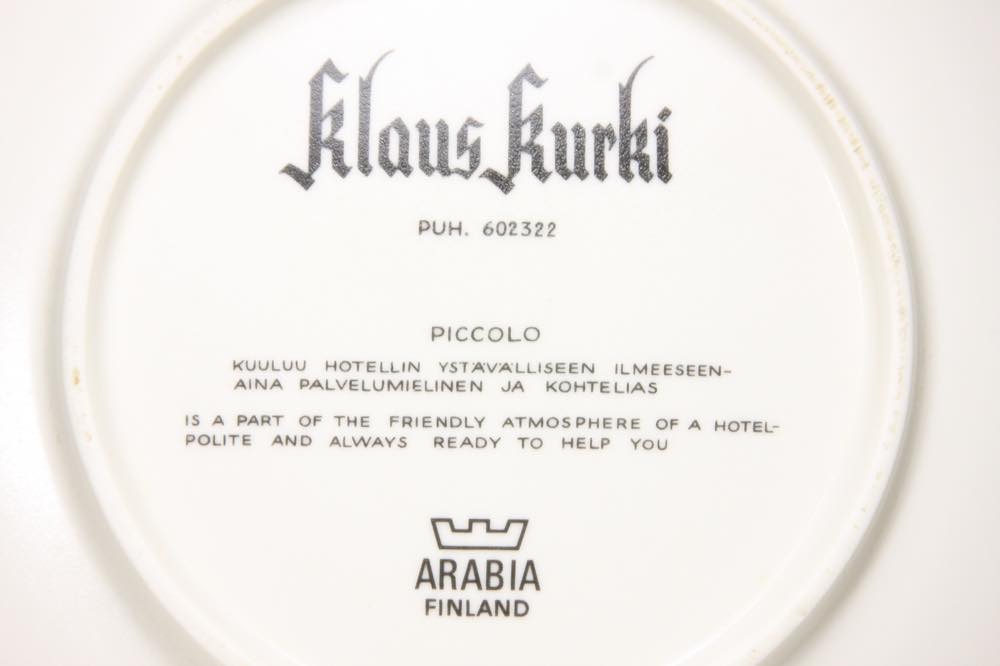 Klaus Kurki
PUH. 602322
PICCOLO
KUULUU HOTELLIN YSTÄVÄLLISEEN ILMEESEEN-
AINA PALVELUMIELINEN JA KOHTELIAS
IS A PART OF THE FRIENDLY ATMOSPHERE OF A HOTEL-
POLITE AND ALWAYS READY TO HELP YOU
ARABIA
FINLAND